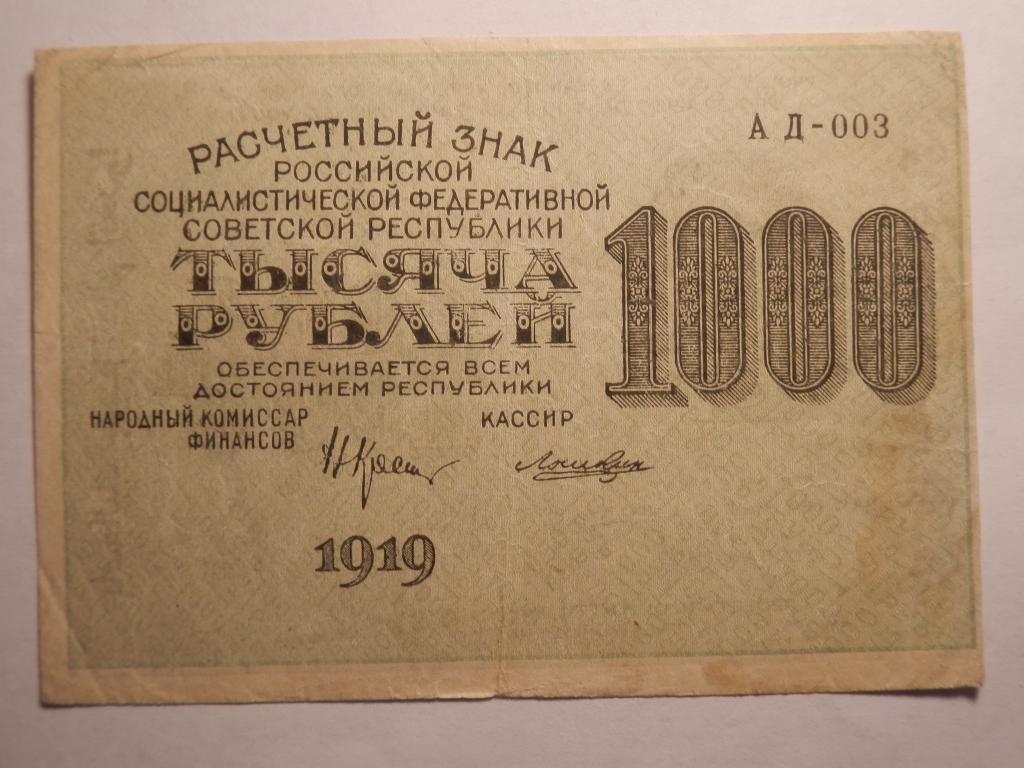 АД-003
РАСЧЕТНЫЙ ЗНАК
РОССИЙСКОЙ
СОЦИАЛИСТИЧЕСКОЙ ФЕДЕРАТИВНОЙ
СОВЕТСКОЙ РЕСПУБЛИКИ
ТЫСЯЧА
РУБЛЕЙ
1000
ОБЕСПЕЧИВАЕТСЯ ВСЕМ
ДОСТОЯНИЕМ РЕСПУБЛИКИ
НАРОДНЫЙ КОМИССАР
ФИНАНСОВ
КАССИР
1919